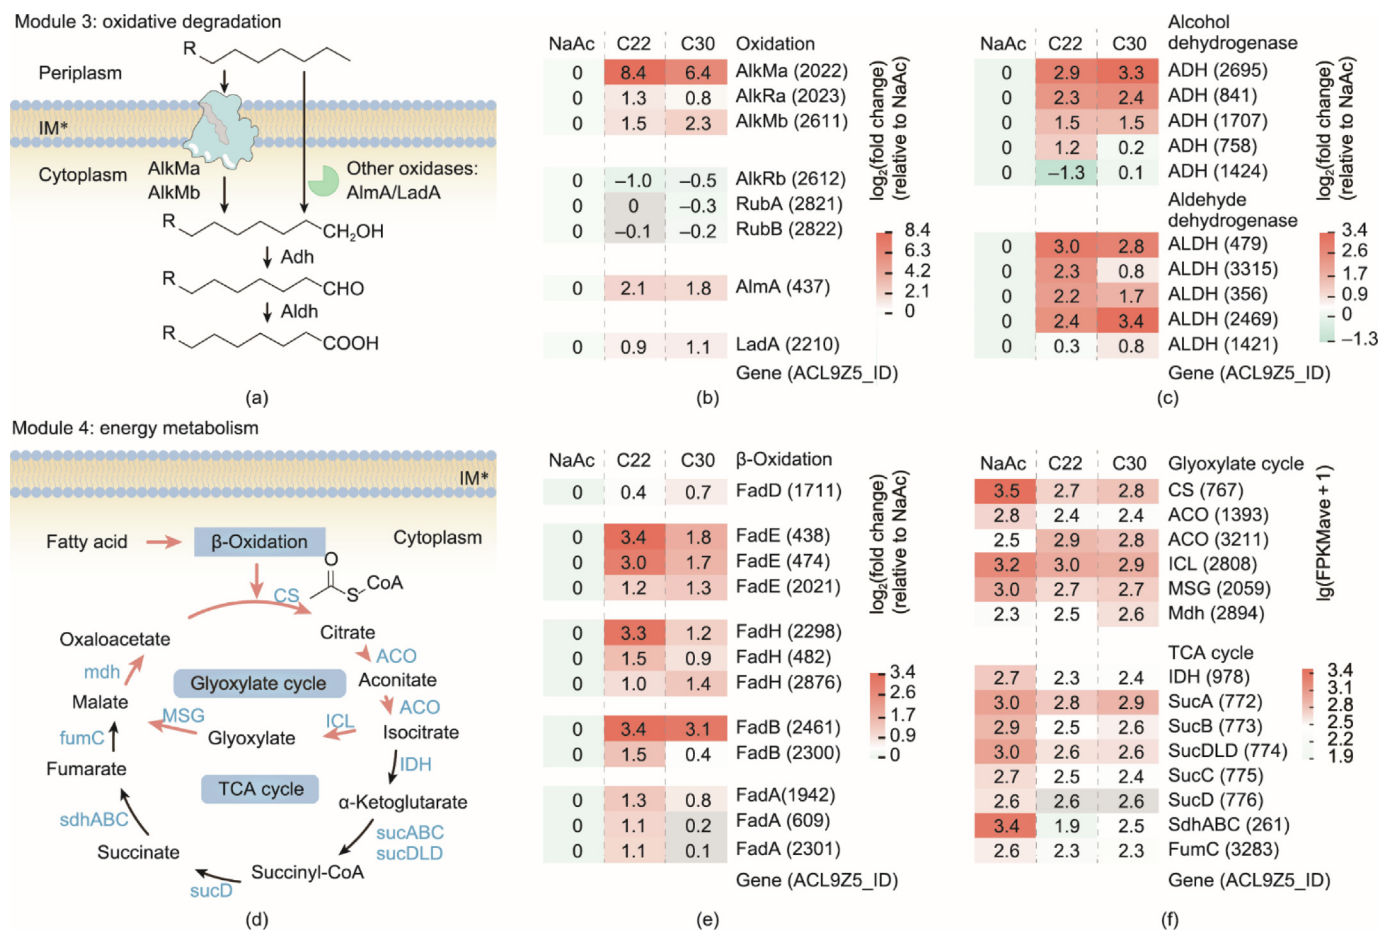 Module 3: oxidative degradation
R
Periplasm
IM*
Cytoplasm
AlkMa
AlkMb
Other oxidases:
AlmA/LadA
R
CH₂OH
Adh
R
CHO
Aldh
R
COOH
(a)
NaAc C22 C30 Oxidation
0 8.4 6.4 AlkMa (2022)
0 1.3 0.8 AlkRa (2023)
0 1.5 2.3 AlkMb (2611)
0 –1.0 –0.5 AlkRb (2612)
0 0 –0.3 RubA (2821)
0 –0.1 –0.2 RubB (2822)
0 2.1 1.8 AlmA (437)
0 0.9 1.1 LadA (2210)
Gene (ACL9Z5_ID)
log₂(fold change)
(relative to NaAc)
8.4
6.3
4.2
2.1
0
(b)
Alcohol
NaAc C22 C30 dehydrogenase
0 2.9 3.3 ADH (2695)
0 2.3 2.4 ADH (841)
0 1.5 1.5 ADH (1707)
0 1.2 0.2 ADH (758)
0 –1.3 0.1 ADH (1424)
Aldehyde
dehydrogenase
0 3.0 2.8 ALDH (479)
0 2.3 0.8 ALDH (3315)
0 2.2 1.7 ALDH (356)
0 2.4 3.4 ALDH (2469)
0 0.3 0.8 ALDH (1421)
Gene (ACL9Z5_ID)
log₂(fold change)
(relative to NaAc)
3.4
2.6
1.7
0.9
0
–1.3
(c)
Module 4: energy metabolism
IM*
Cytoplasm
Fatty acid
β-Oxidation
O
S
CoA
CS
Oxaloacetate
Citrate
mdh
ACO
Glyoxylate cycle
Aconitate
Malate
ACO
MSG
ICL
fumC
Glyoxylate
Isocitrate
Fumarate
IDH
TCA cycle
α-Ketoglutarate
sdhABC
sucABC
sucDLD
Succinate
Succinyl-CoA
sucD
(d)
NaAc C22 C30 β-Oxidation
0 0.4 0.7 FadD (1711)
0 3.4 1.8 FadE (438)
0 3.0 1.7 FadE (474)
0 1.2 1.3 FadE (2021)
0 3.3 1.2 FadH (2298)
0 1.5 0.9 FadH (482)
0 1.0 1.4 FadH (2876)
0 3.4 3.1 FadB (2461)
0 1.5 0.4 FadB (2300)
0 1.3 0.8 FadA(1942)
0 1.1 0.2 FadA (609)
0 1.1 0.1 FadA (2301)
Gene (ACL9Z5_ID)
log₂(fold change)
(relative to NaAc)
3.4
2.6
1.7
0.9
0
(e)
NaAc C22 C30 Glyoxylate cycle
3.5 2.7 2.8 CS (767)
2.8 2.4 2.4 ACO (1393)
2.5 2.9 2.8 ACO (3211)
3.2 3.0 2.9 ICL (2808)
3.0 2.7 2.7 MSG (2059)
2.3 2.5 2.6 Mdh (2894)
TCA cycle
2.7 2.3 2.4 IDH (978)
3.0 2.8 2.9 SucA (772)
2.9 2.5 2.6 SucB (773)
3.0 2.6 2.6 SucDLD (774)
2.7 2.5 2.4 SucC (775)
2.6 2.6 2.6 SucD (776)
3.4 1.9 2.5 SdhABC (261)
2.6 2.3 2.3 FumC (3283)
Gene (ACL9Z5_ID)
lg(FPKMave + 1)
3.4
3.1
2.8
2.5
2.2
1.9
(f)